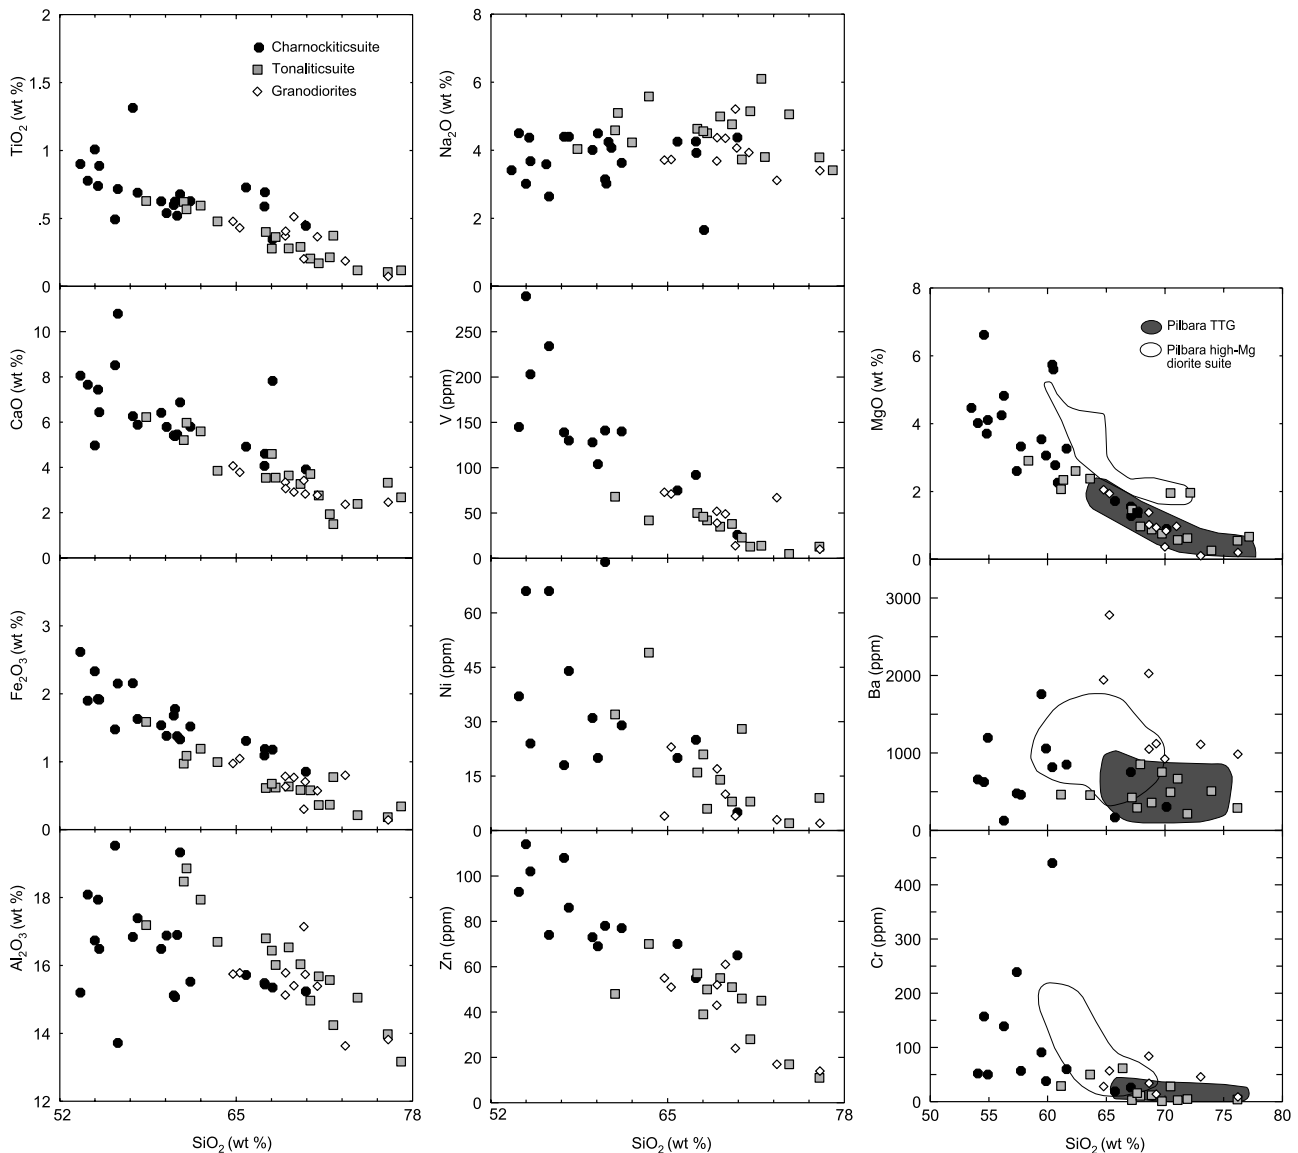 2
1.5
1
.5
0
TiO2 (wt %)
Charnockiticsuite
Tonaliticsuite
Granodiorites
8
6
4
2
0
Na2O (wt %)
10
8
6
4
2
0
CaO (wt %)
250
200
150
100
50
0
V (ppm)
8
6
4
2
0
MgO (wt %)
Pilbara TTG
Pilbara high-Mg
diorite suite
3
2
1
0
Fe2O3 (wt %)
60
45
30
15
0
Ni (ppm)
3000
2000
1000
0
Ba (ppm)
18
16
14
12
Al2O3 (wt %)
52 65 78
SiO2 (wt %)
100
80
60
40
20
0
Zn (ppm)
52 65 78
SiO2 (wt %)
400
300
200
100
50
0
Cr (ppm)
50 55 60 65 70 75 80
SiO2 (wt %)